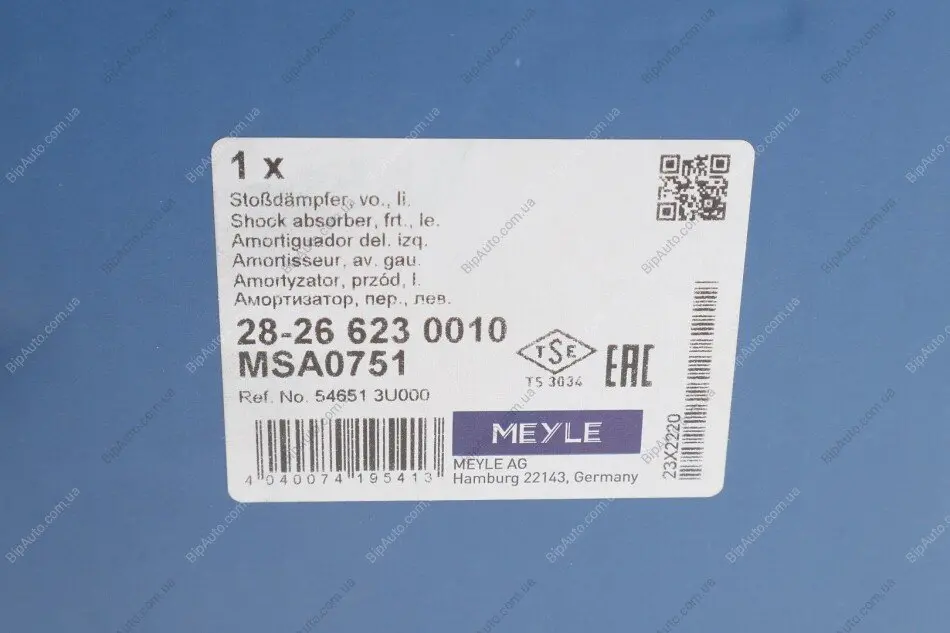 1 x
Stoßdämpfer, vo., li.
Shock absorber, frt., le.
Amortiguador del. izq.
Amortisseur, av. gau.
Amortyzator, przód, l.
Амортизатор, пер., лев.
28-26 623 0010
MSA0751
Ref. No. 54651 3U000
TSE
TS 3034
EAC
4 040074 195413
MEYLE
MEYLE AG
Hamburg 22143, Germany
23X2220
BipAuto.com.ua